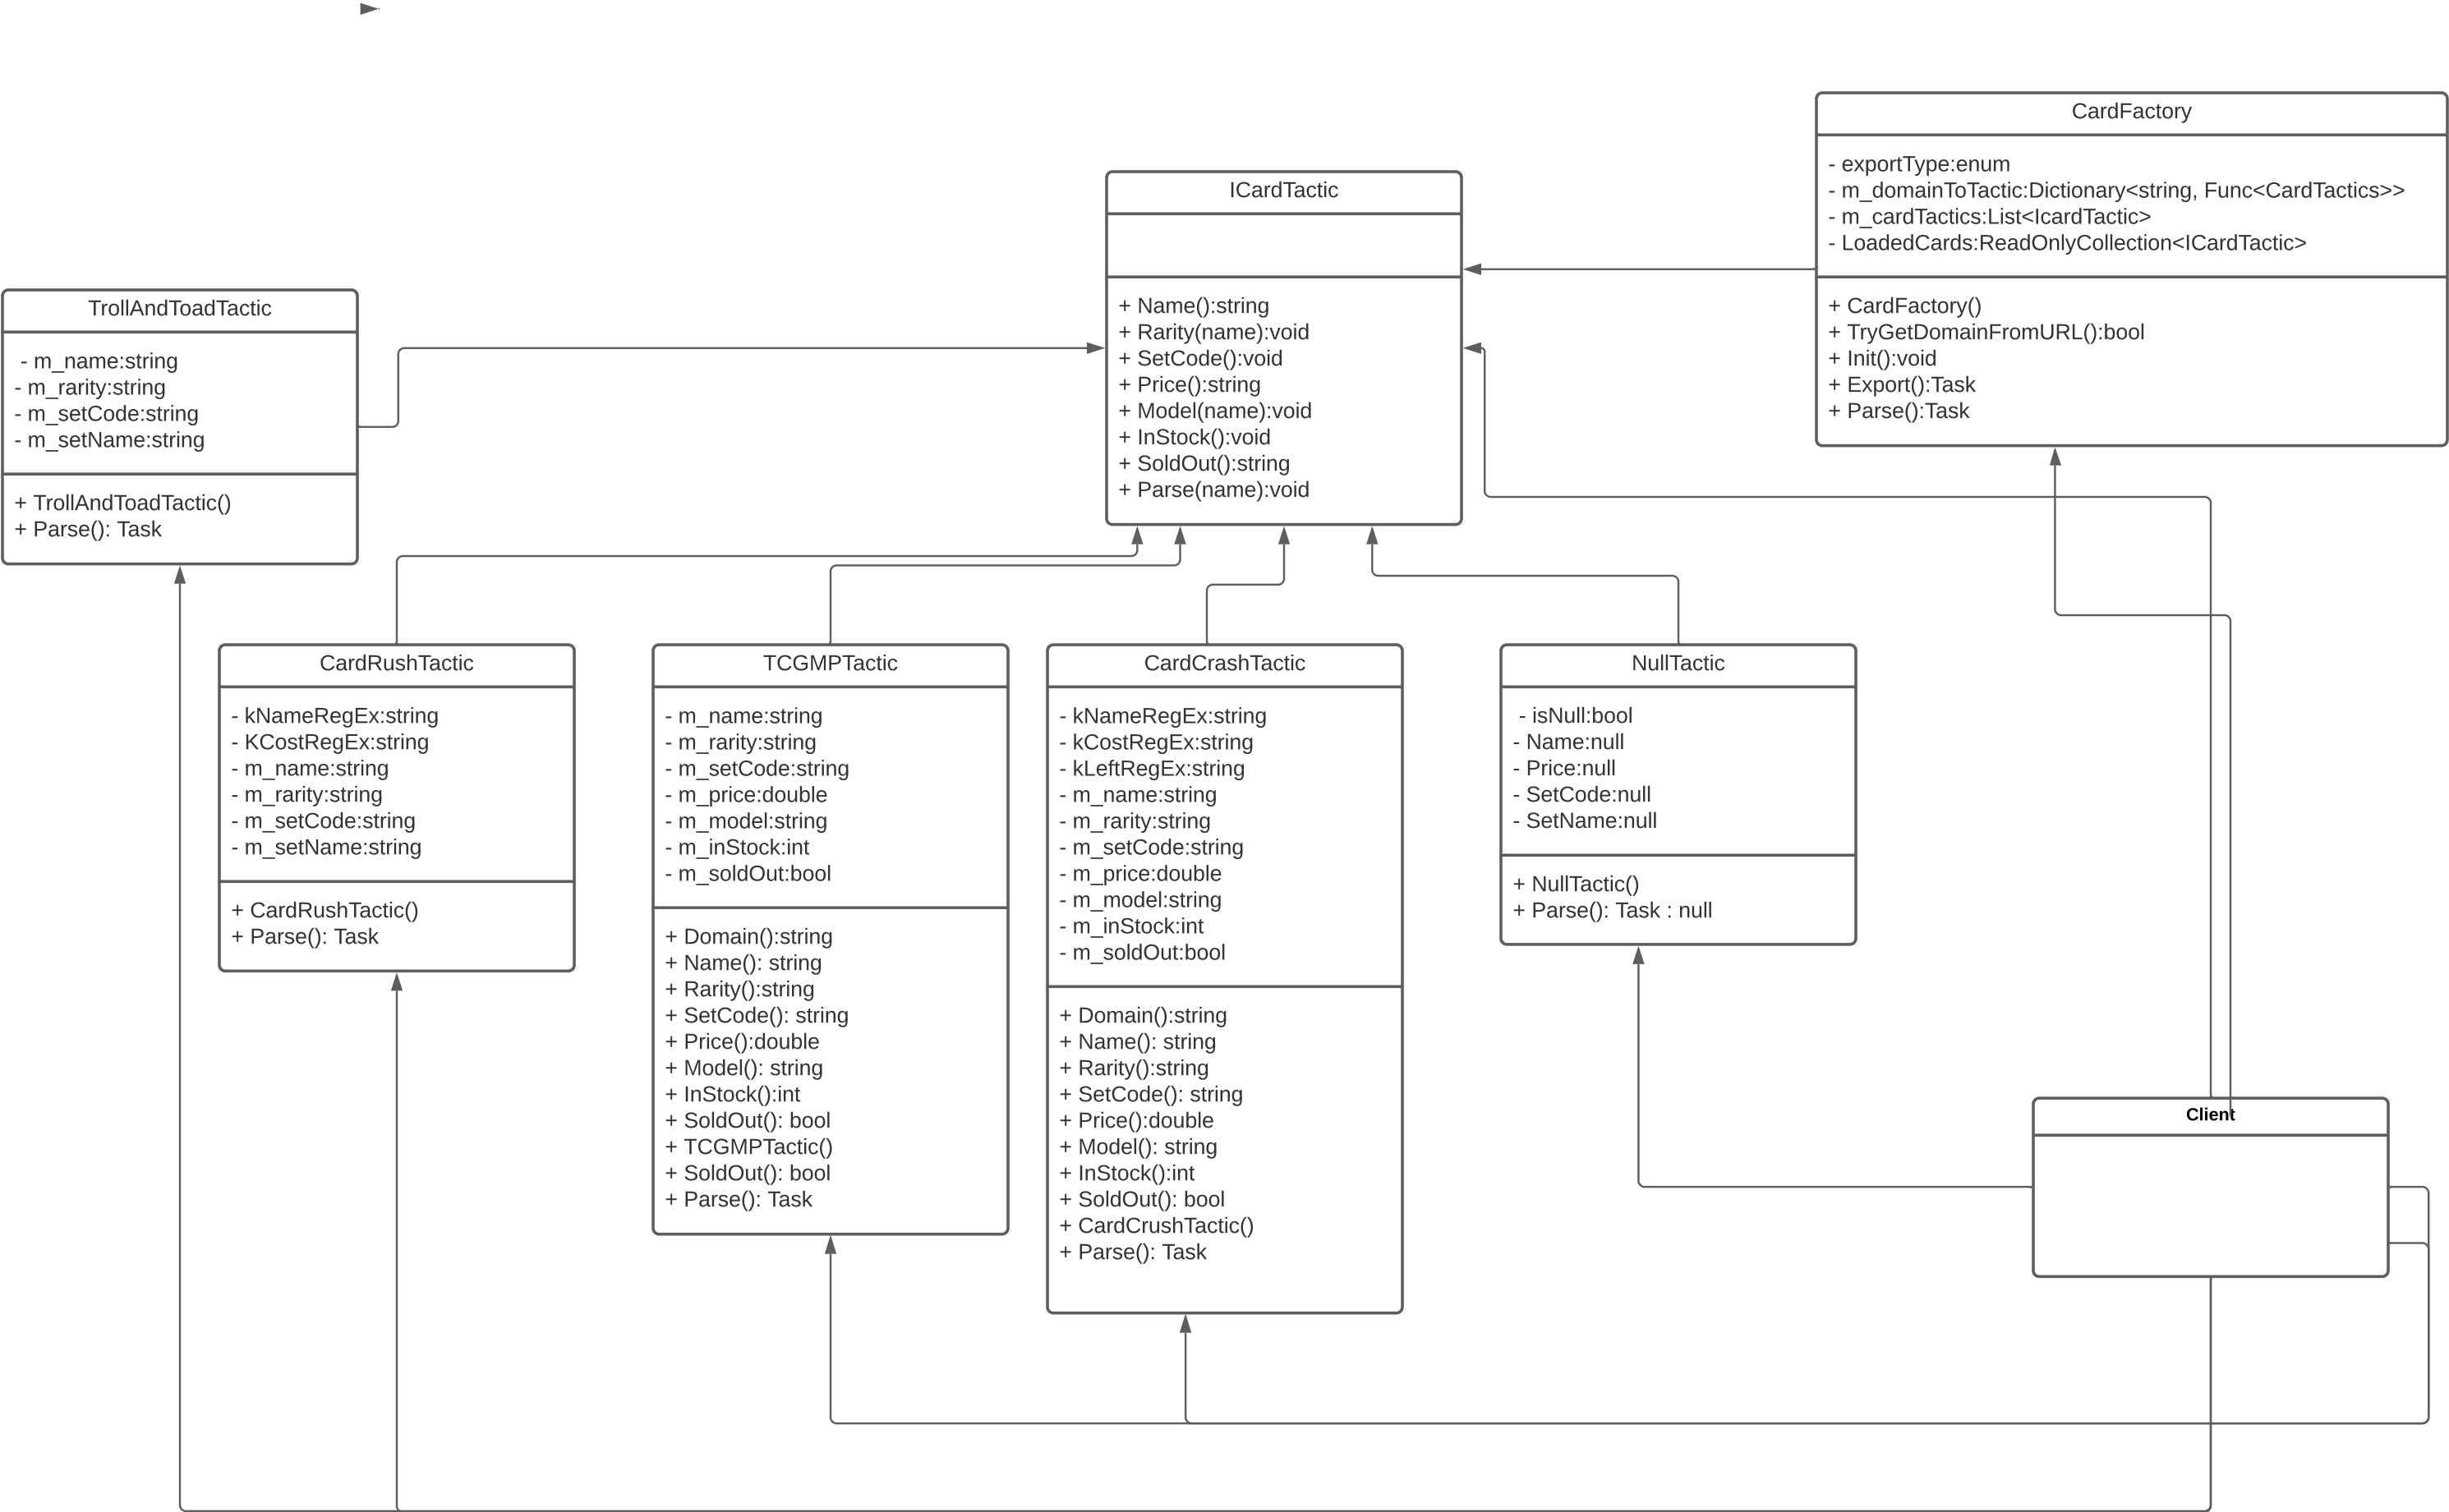 CardFactory
- exportType:enum
- m_domainToTactic:Dictionary<string, Func<CardTactics>>
- m_cardTactics:List<IcardTactic>
- LoadedCards:ReadOnlyCollection<ICardTactic>
+ CardFactory()
+ TryGetDomainFromURL():bool
+ Init():void
+ Export():Task
+ Parse():Task
ICardTactic
+ Name():string
+ Rarity(name):void
+ SetCode():void
+ Price():string
+ Model(name):void
+ InStock():void
+ SoldOut():string
+ Parse(name):void
TrollAndToadTactic
- m_name:string
- m_rarity:string
- m_setCode:string
- m_setName:string
+ TrollAndToadTactic()
+ Parse(): Task
CardRushTactic
- kNameRegEx:string
- KCostRegEx:string
- m_name:string
- m_rarity:string
- m_setCode:string
- m_setName:string
+ CardRushTactic()
+ Parse(): Task
TCGMPTactic
- m_name:string
- m_rarity:string
- m_setCode:string
- m_price:double
- m_model:string
- m_inStock:int
- m_soldOut:bool
+ Domain():string
+ Name(): string
+ Rarity():string
+ SetCode(): string
+ Price():double
+ Model(): string
+ InStock():int
+ SoldOut(): bool
+ TCGMPTactic()
+ SoldOut(): bool
+ Parse(): Task
CardCrashTactic
- kNameRegEx:string
- kCostRegEx:string
- kLeftRegEx:string
- m_name:string
- m_rarity:string
- m_setCode:string
- m_price:double
- m_model:string
- m_inStock:int
- m_soldOut:bool
+ Domain():string
+ Name(): string
+ Rarity():string
+ SetCode(): string
+ Price():double
+ Model(): string
+ InStock():int
+ SoldOut(): bool
+ CardCrushTactic()
+ Parse(): Task
NullTactic
- isNull:bool
- Name:null
- Price:null
- SetCode:null
- SetName:null
+ NullTactic()
+ Parse(): Task : null
Client